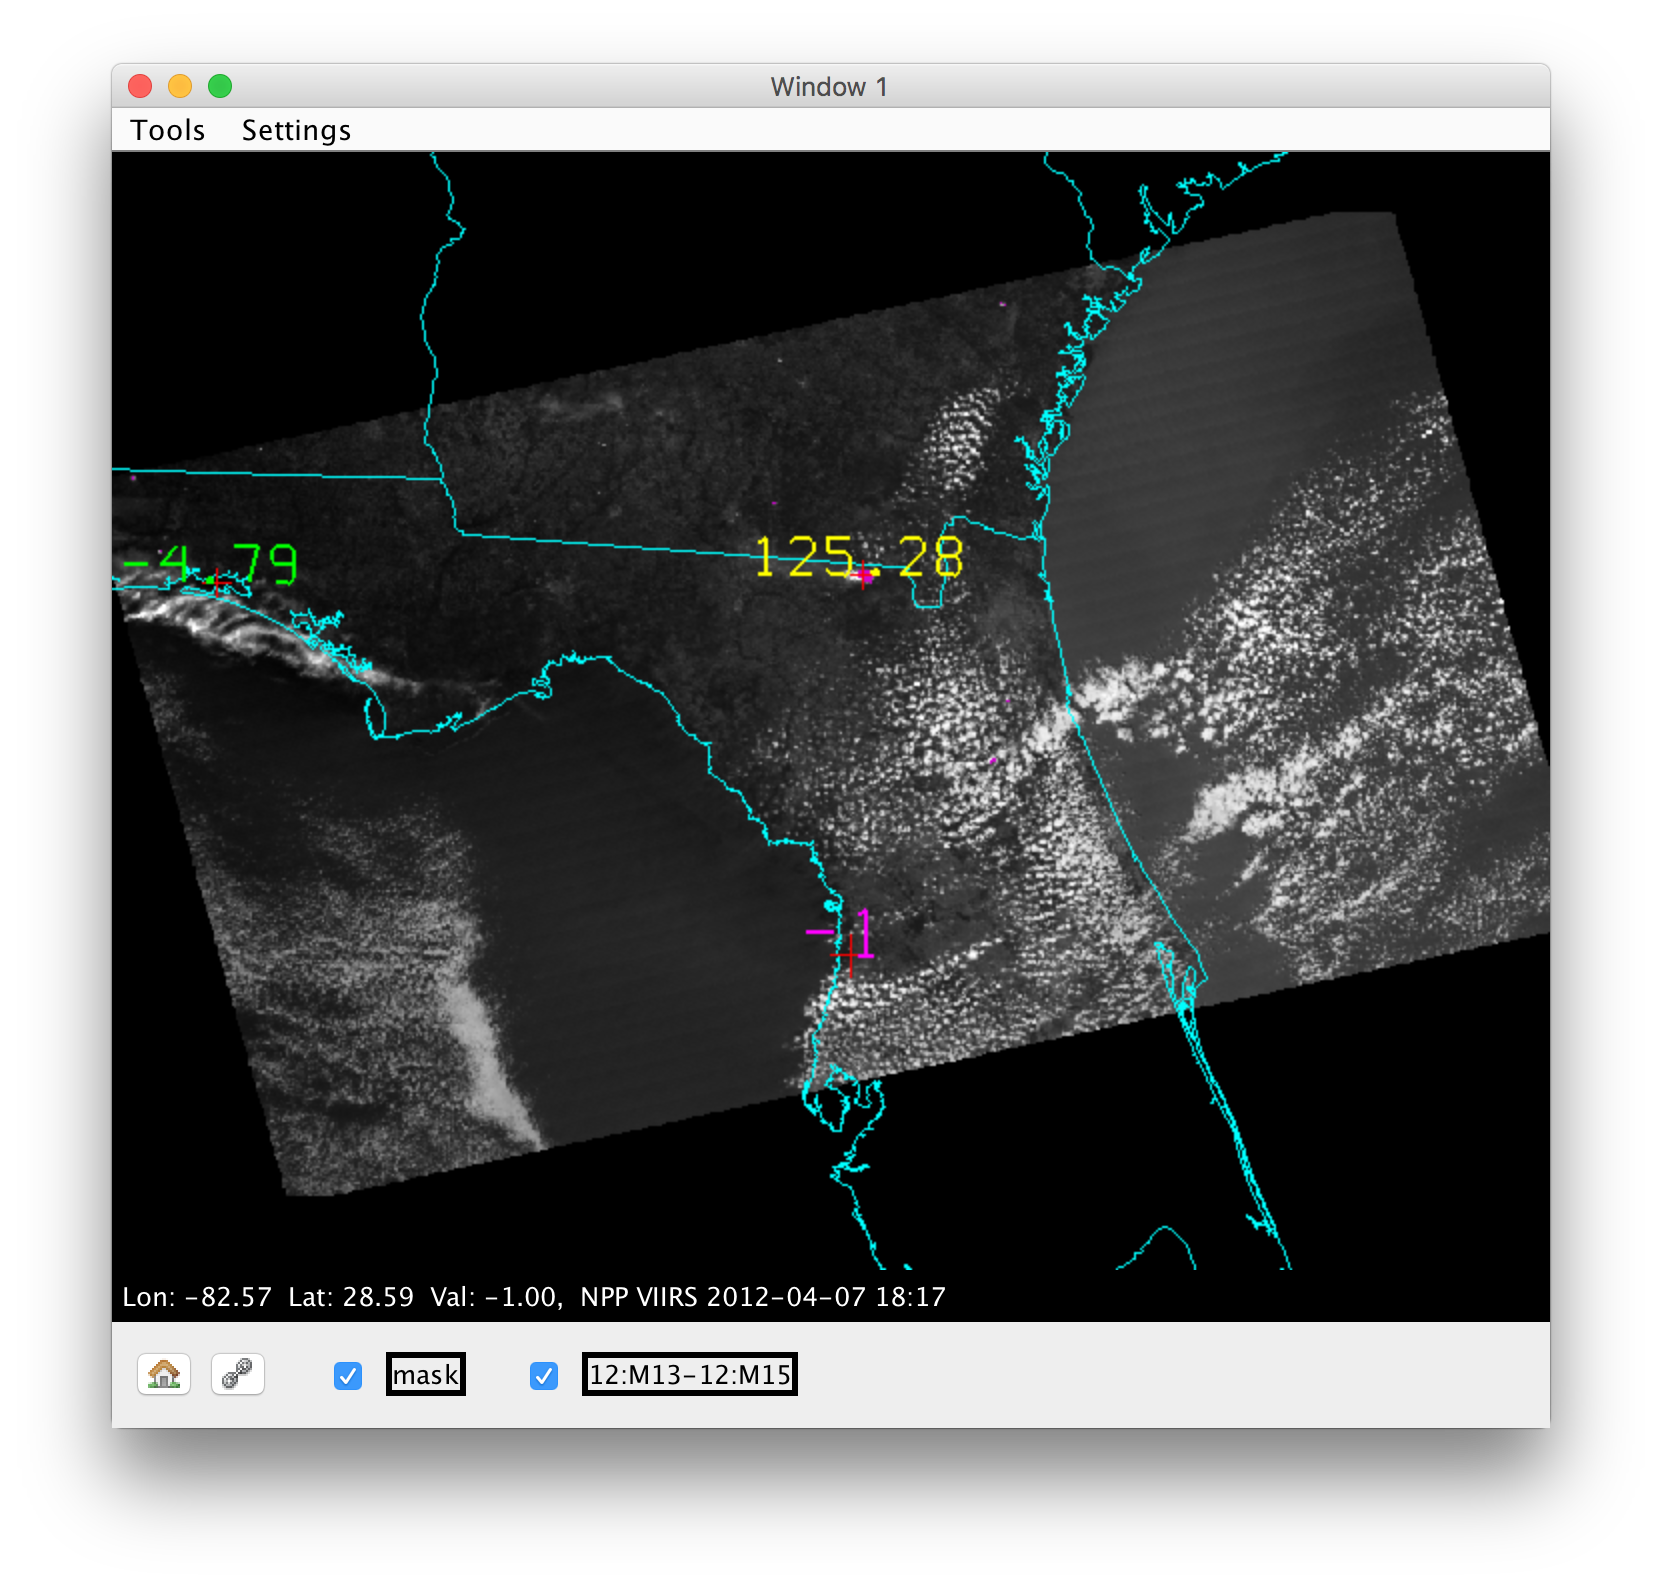 Window 1
Tools Settings
125.28
-4.79
-1
Lon: -82.57 Lat: 28.59 Val: -1.00, NPP VIIRS 2012-04-07 18:17
mask 12:M13-12:M15